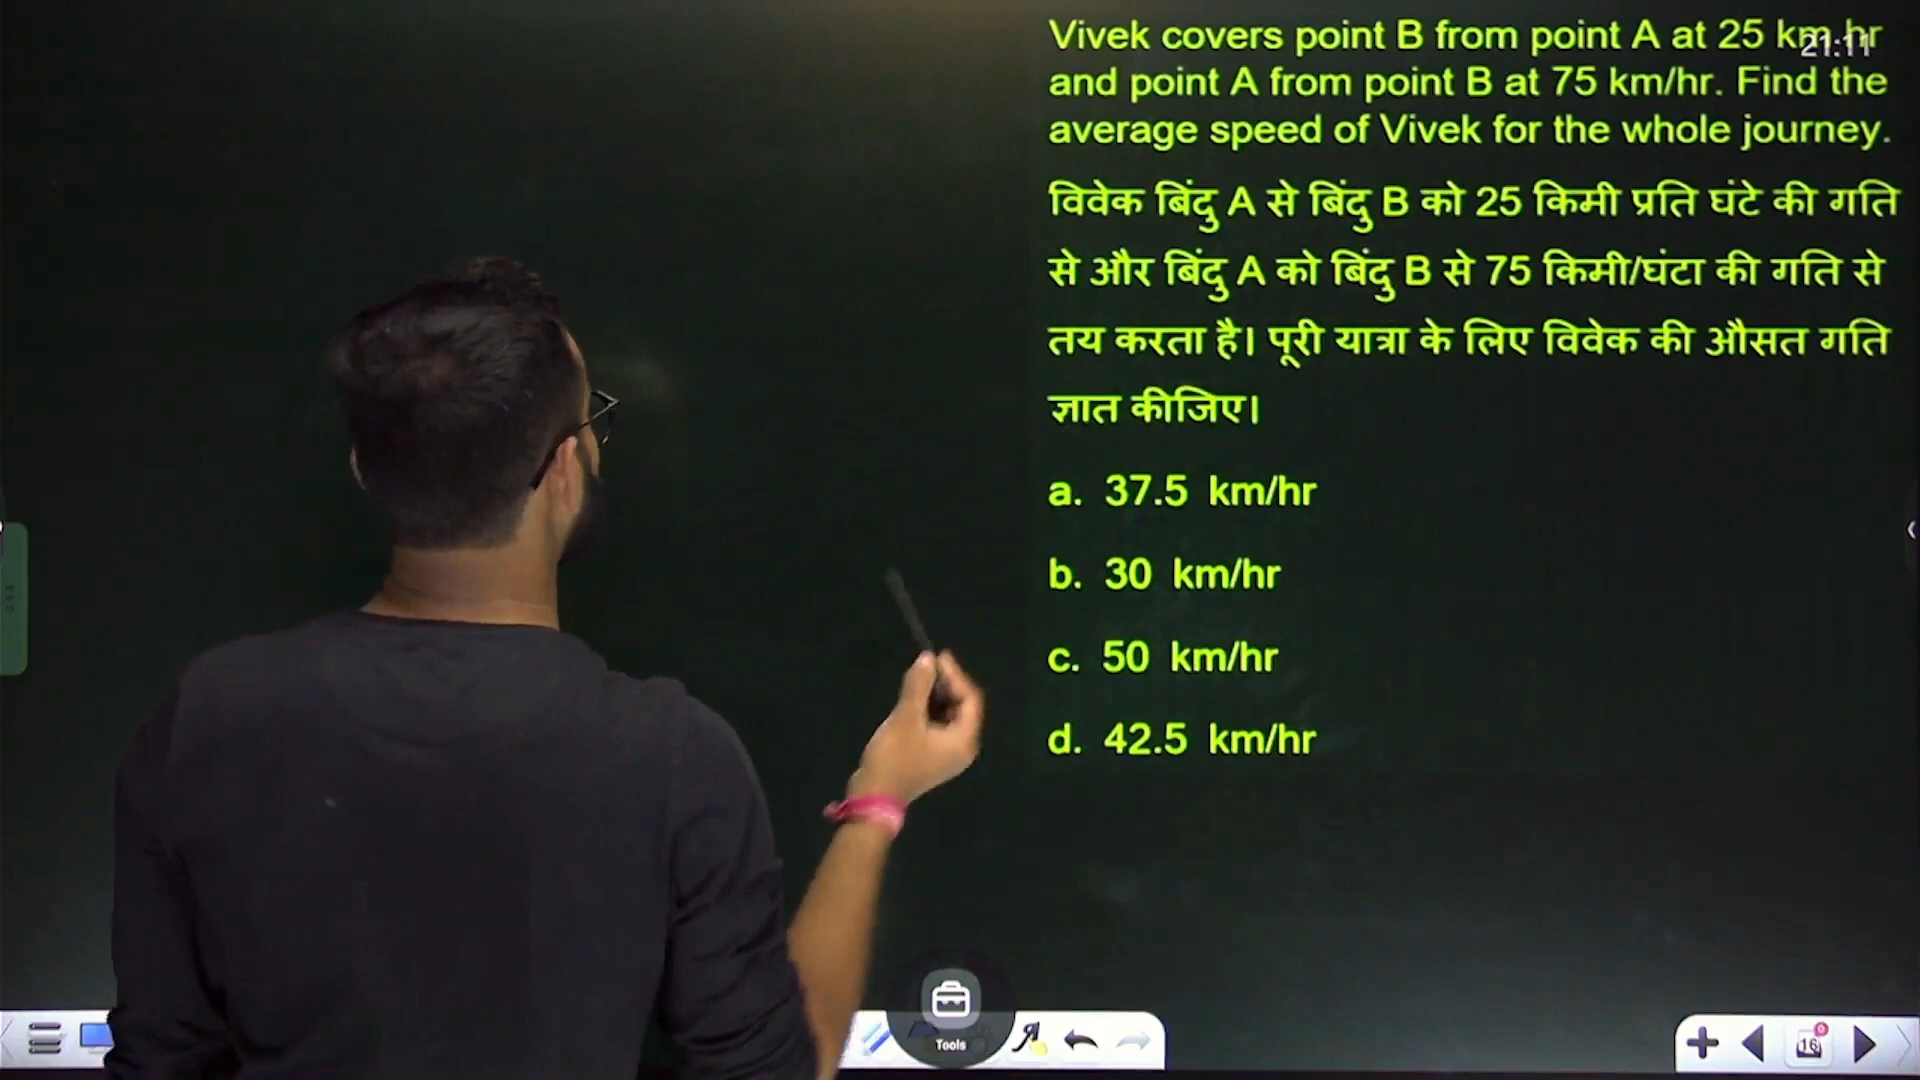 Vivek covers point B from point A at 25 km hr
21:11
and point A from point B at 75 km/hr. Find the
average speed of Vivek for the whole journey.
विवेक बिंदु A से बिंदु B को 25 किमी प्रति घंटे की गति
से और बिंदु A को बिंदु B से 75 किमी/घंटा की गति से
तय करता है। पूरी यात्रा के लिए विवेक की औसत गति
ज्ञात कीजिए।
a. 37.5 km/hr
b. 30 km/hr
c. 50 km/hr
d. 42.5 km/hr
Tools
16